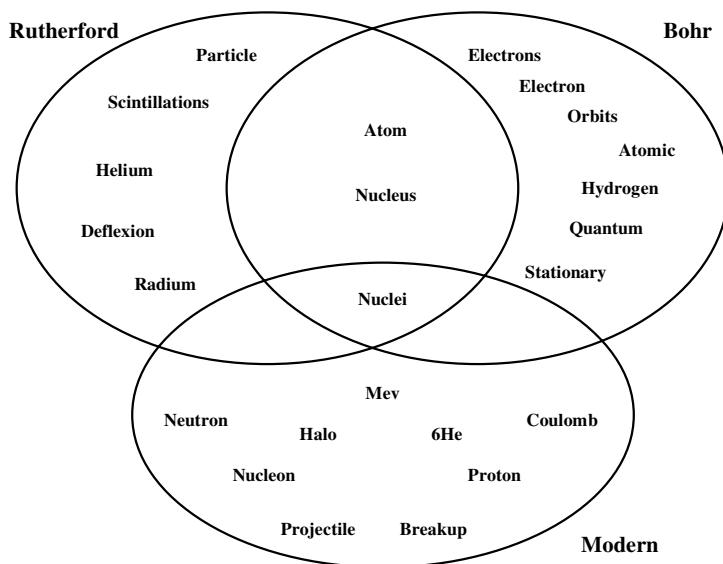 Rutherford
Bohr
Particle
Electrons
Scintillations
Electron
Orbits
Atom
Atomic
Helium
Nucleus
Hydrogen
Deflexion
Quantum
Radium
Stationary
Nuclei
Mev
Neutron
Halo
6He
Coulomb
Nucleon
Proton
Projectile
Breakup
Modern